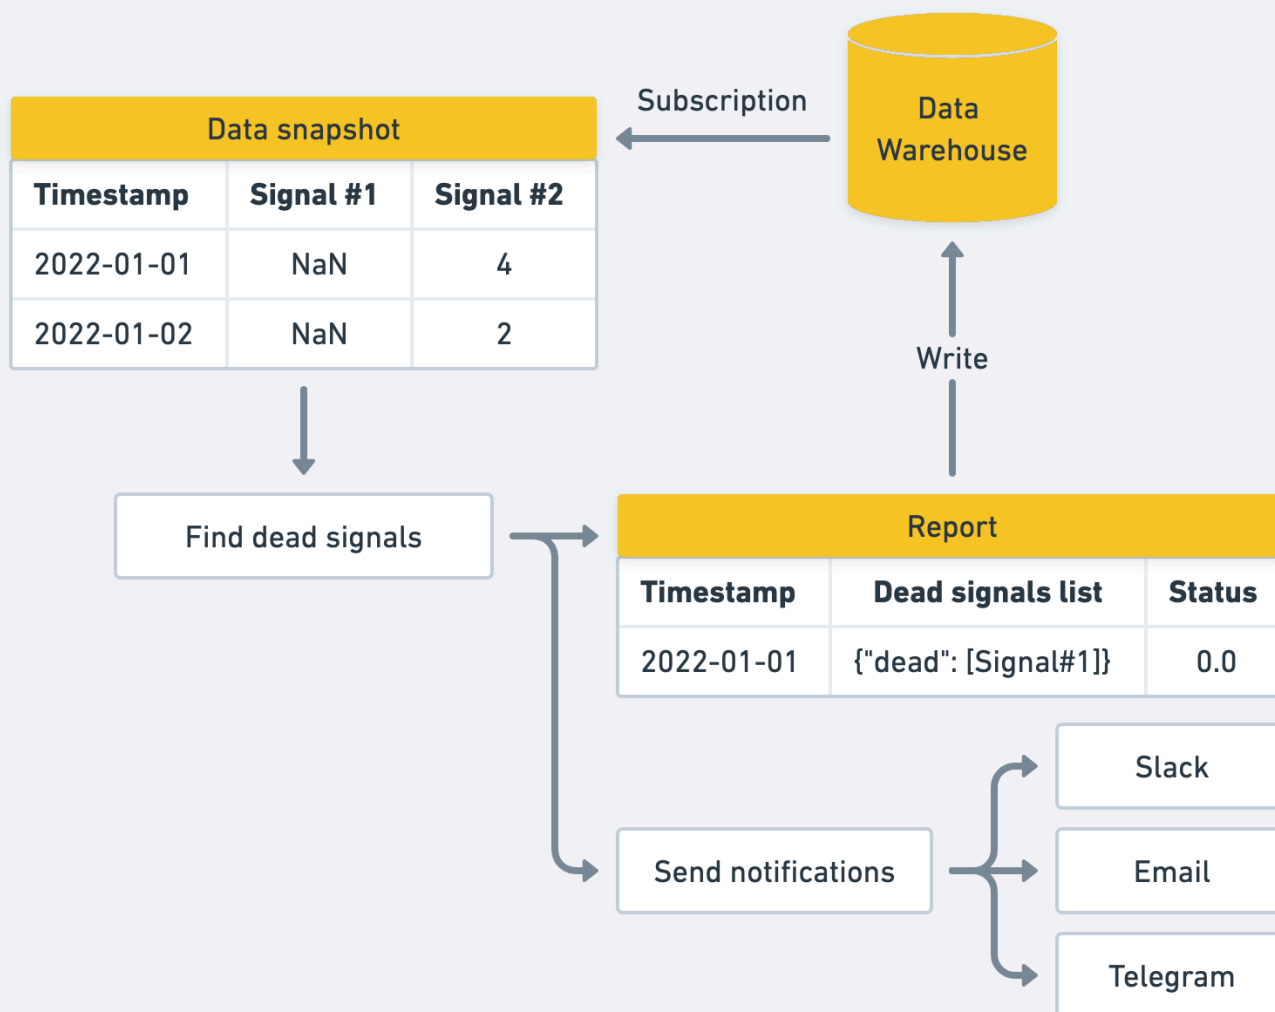 Data
Warehouse
Subscription
Data snapshot
Timestamp Signal #1 Signal #2
2022-01-01 NaN 4
2022-01-02 NaN 2
Write
Find dead signals
Report
Timestamp Dead signals list Status
2022-01-01 {"dead": [Signal#1]} 0.0
Slack
Send notifications
Email
Telegram